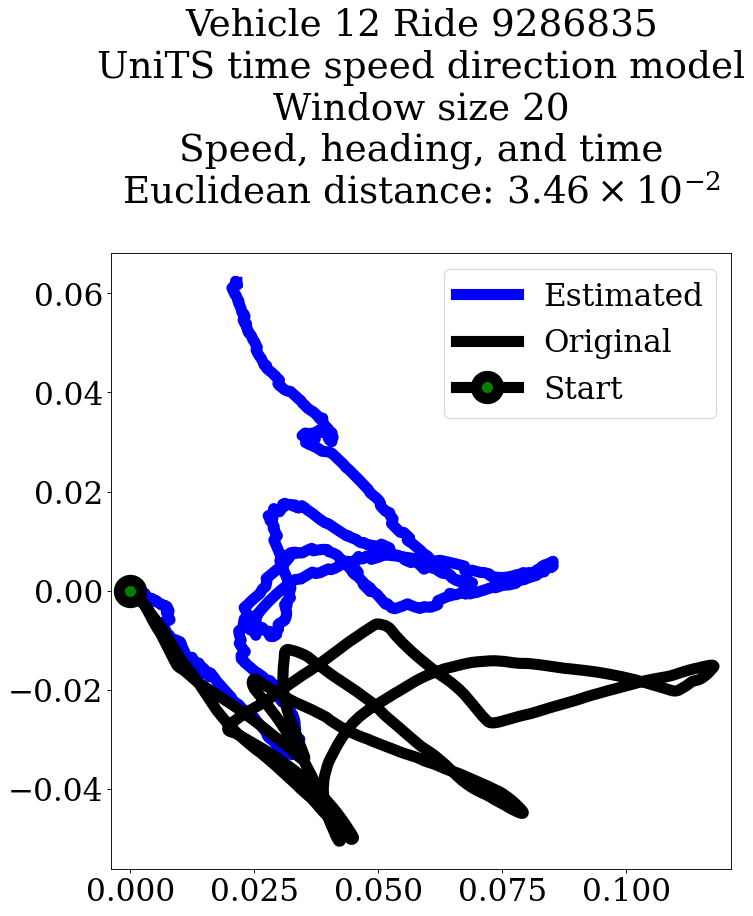 Vehicle 12 Ride 9286835
UniTS time speed direction model
Window size 20
Speed, heading, and time
Euclidean distance: 3.46 × 10⁻²
Estimated
Original
Start
0.06
0.04
0.02
0.00
−0.02
−0.04
0.000 0.025 0.050 0.075 0.100